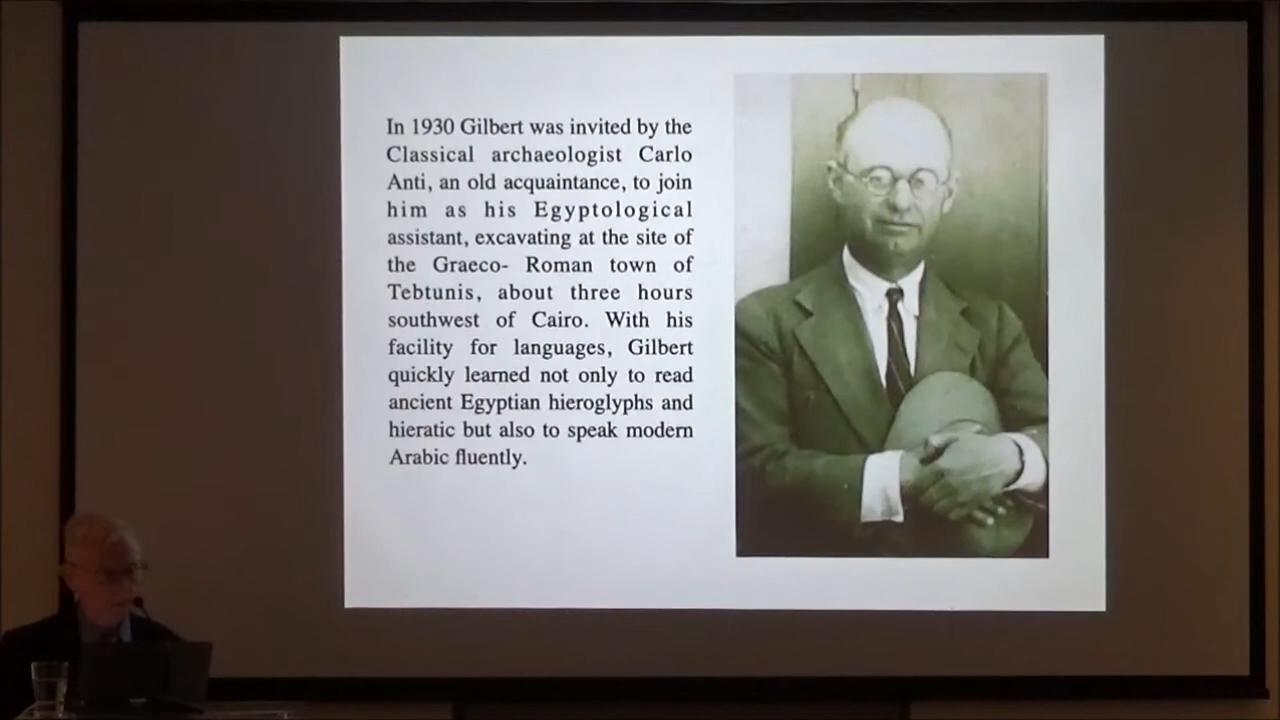 In 1930 Gilbert was invited by the
Classical archaeologist Carlo
Anti, an old acquaintance, to join
him as his Egyptological
assistant, excavating at the site of
the Graeco- Roman town of
Tebtunis, about three hours
southwest of Cairo. With his
facility for languages, Gilbert
quickly learned not only to read
ancient Egyptian hieroglyphs and
hieratic but also to speak modern
Arabic fluently.